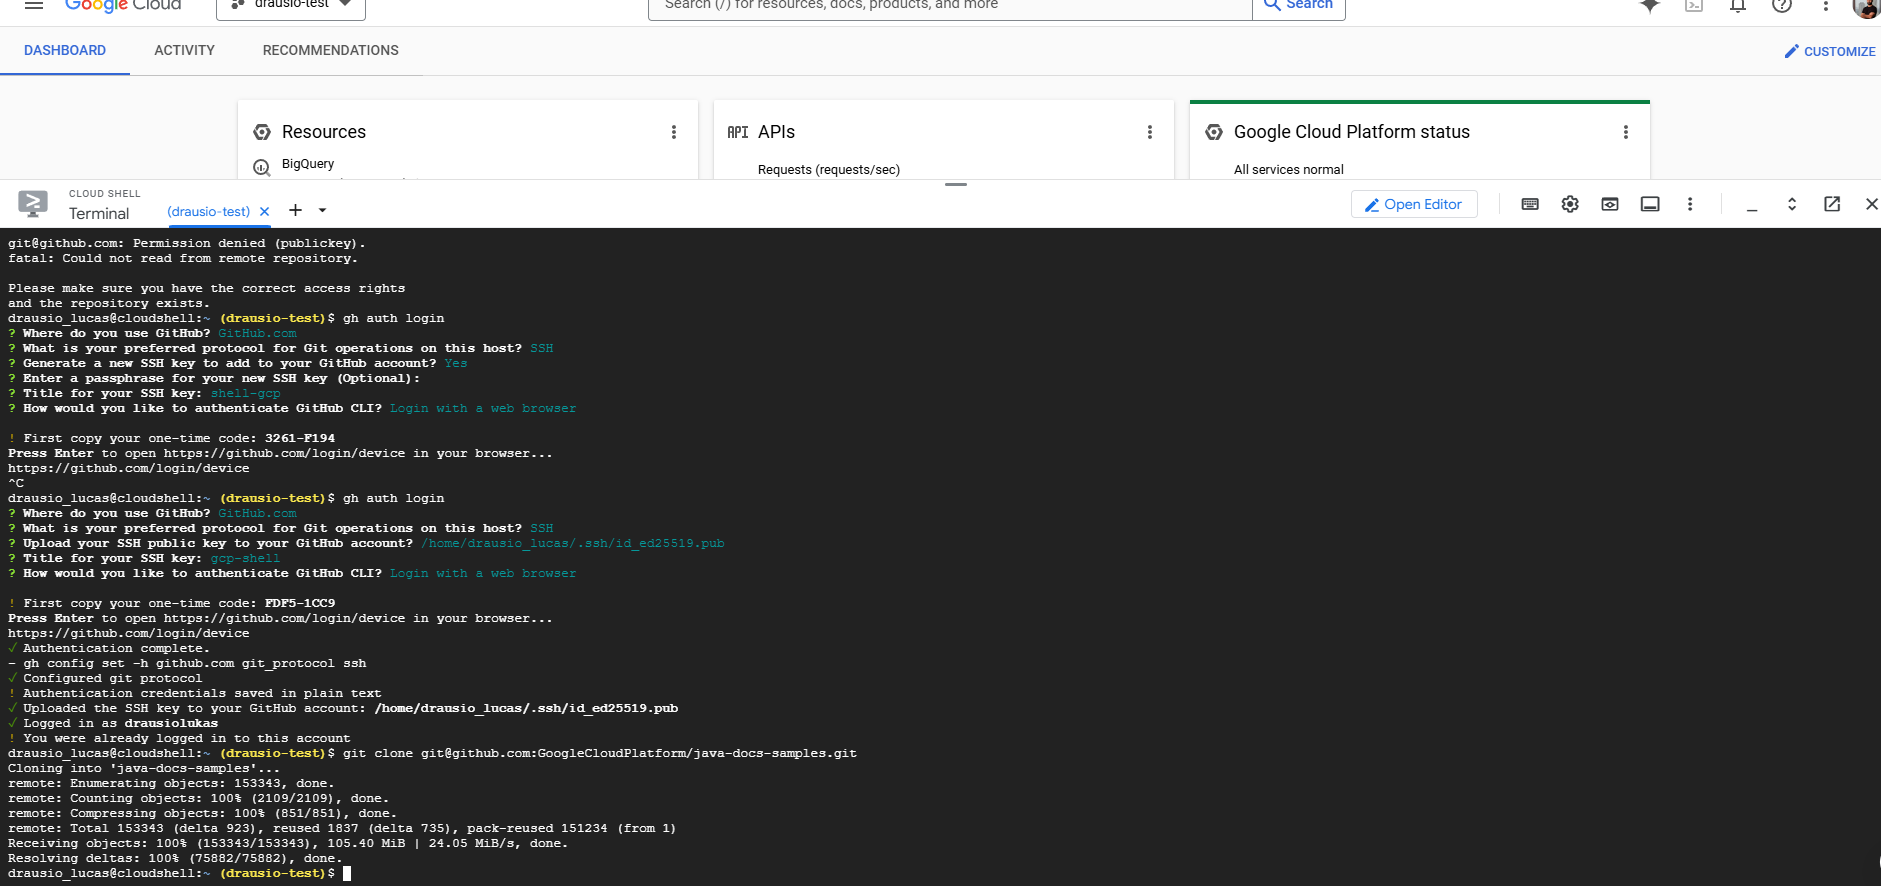 Google Cloud
drausio-test
Search (/) for resources, docs, products, and more
Search
DASHBOARD
ACTIVITY
RECOMMENDATIONS
CUSTOMIZE
Resources
BigQuery
API APIs
Requests (requests/sec)
Google Cloud Platform status
All services normal
CLOUD SHELL
Terminal
(drausio-test)
Open Editor
git@github.com: Permission denied (publickey).
fatal: Could not read from remote repository.
Please make sure you have the correct access rights
and the repository exists.
drausio_lucas@cloudshell:~ (drausio-test)$ gh auth login
? Where do you use GitHub? GitHub.com
? What is your preferred protocol for Git operations on this host? SSH
? Generate a new SSH key to add to your GitHub account? Yes
? Enter a passphrase for your new SSH key (Optional):
? Title for your SSH key: shell-gcp
? How would you like to authenticate GitHub CLI? Login with a web browser
! First copy your one-time code: 3261-F194
Press Enter to open https://github.com/login/device in your browser...
https://github.com/login/device
^C
drausio_lucas@cloudshell:~ (drausio-test)$ gh auth login
? Where do you use GitHub? GitHub.com
? What is your preferred protocol for Git operations on this host? SSH
? Upload your SSH public key to your GitHub account? /home/drausio_lucas/.ssh/id_ed25519.pub
? Title for your SSH key: gcp-shell
? How would you like to authenticate GitHub CLI? Login with a web browser
! First copy your one-time code: FDF5-1CC9
Press Enter to open https://github.com/login/device in your browser...
https://github.com/login/device
✓ Authentication complete.
- gh config set -h github.com git_protocol ssh
✓ Configured git protocol
! Authentication credentials saved in plain text
✓ Uploaded the SSH key to your GitHub account: /home/drausio_lucas/.ssh/id_ed25519.pub
✓ Logged in as drausiolukas
! You were already logged in to this account
drausio_lucas@cloudshell:~ (drausio-test)$ git clone git@github.com:GoogleCloudPlatform/java-docs-samples.git
Cloning into 'java-docs-samples'...
remote: Enumerating objects: 153343, done.
remote: Counting objects: 100% (2109/2109), done.
remote: Compressing objects: 100% (851/851), done.
remote: Total 153343 (delta 923), reused 1837 (delta 735), pack-reused 151234 (from 1)
Receiving objects: 100% (153343/153343), 105.40 MiB | 24.05 MiB/s, done.
Resolving deltas: 100% (75882/75882), done.
drausio_lucas@cloudshell:~ (drausio-test)$